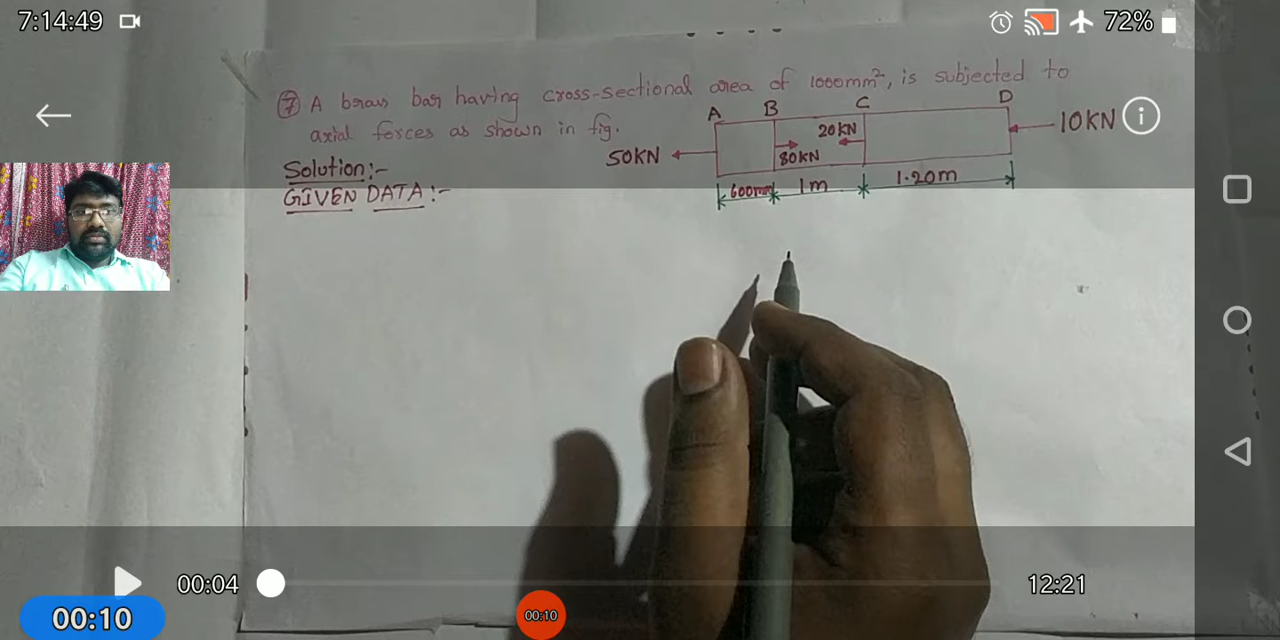 7:14:49
72%
⑦ A brass bar having cross-sectional area of 1000mm², is subjected to
axial forces as shown in fig.
Solution:-
GIVEN DATA:-
A B C D
50KN 80KN 20KN 10KN
600mm 1m 1.20m
00:04 12:21
00:10
00:10